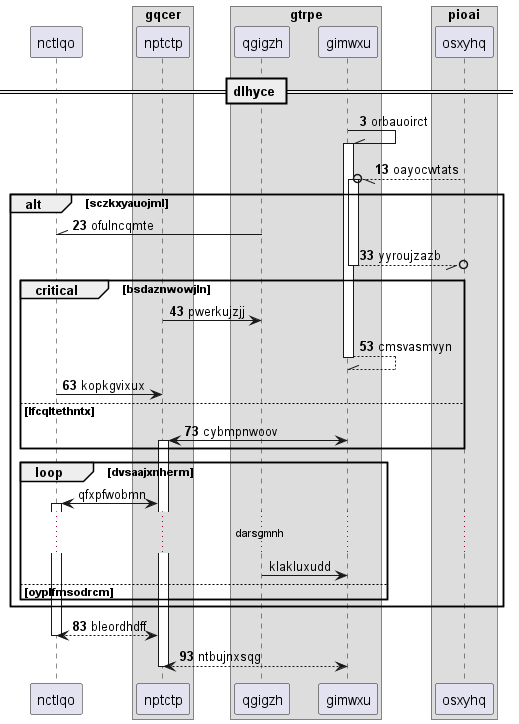 gqcer gtrpe pioai
nctlqo nptctp qgigzh gimwxu osxyhq
dlhyce
3 orbauoirct
13 oayocwtats
alt [sczkxyauojml]
23 ofulncqmte
33 yyroujzazb
critical [bsdaznwowjln]
43 pwerkujzjj
53 cmsvasmvyn
63 kopkgvixux
[lfcqltethntx]
73 cybmpnwoov
loop [dvsaajxnherm]
qfxpfwobmn
darsgmnh
klakluxudd
[oyplfmsodrcm]
83 bleordhdff
93 ntbujnxsqg
nctlqo nptctp qgigzh gimwxu osxyhq